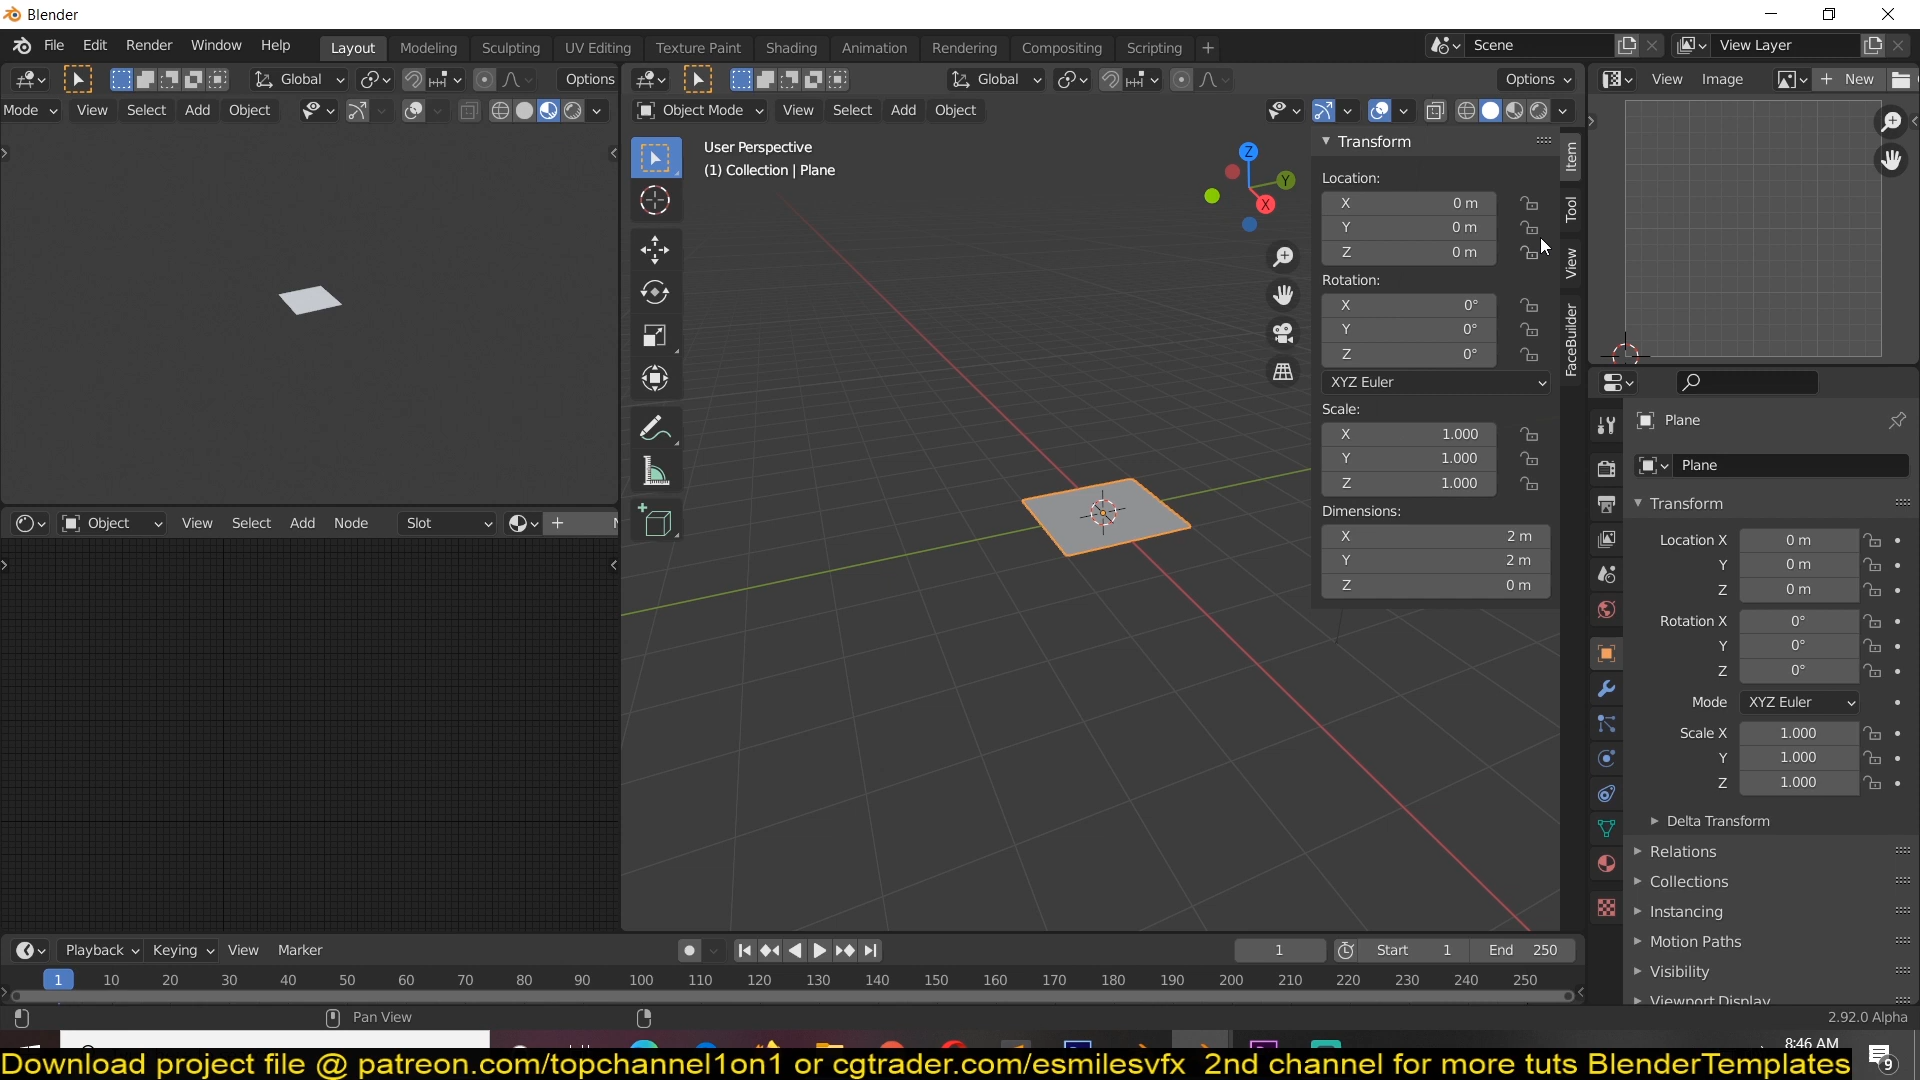 Blender
File Edit Render Window Help Layout Modeling Sculpting UV Editing Texture Paint Shading Animation Rendering Compositing Scripting + Scene View Layer
Global Options Global Options View Image + New
Mode View Select Add Object Object Mode View Select Add Object
User Perspective
(1) Collection | Plane
Z
Y
X
Transform
Location:
X 0 m
Y 0 m
Z 0 m
Rotation:
X 0°
Y 0°
Z 0°
XYZ Euler
Scale:
X 1.000
Y 1.000
Z 1.000
Dimensions:
X 2 m
Y 2 m
Z 0 m
Item
Tool
View
FaceBuilder
Plane
Plane
Transform
Location X 0 m
Y 0 m
Z 0 m
Rotation X 0°
Y 0°
Z 0°
Mode XYZ Euler
Scale X 1.000
Y 1.000
Z 1.000
Delta Transform
Relations
Collections
Instancing
Motion Paths
Visibility
Viewport Display
Object View Select Add Node Slot +
Playback Keying View Marker 1 Start 1 End 250
1 10 20 30 40 50 60 70 80 90 100 110 120 130 140 150 160 170 180 190 200 210 220 230 240 250
Pan View 2.92.0 Alpha
8:46 AM
9
Download project file @ patreon.com/topchannel1on1 or cgtrader.com/esmilesvfx 2nd channel for more tuts BlenderTemplates